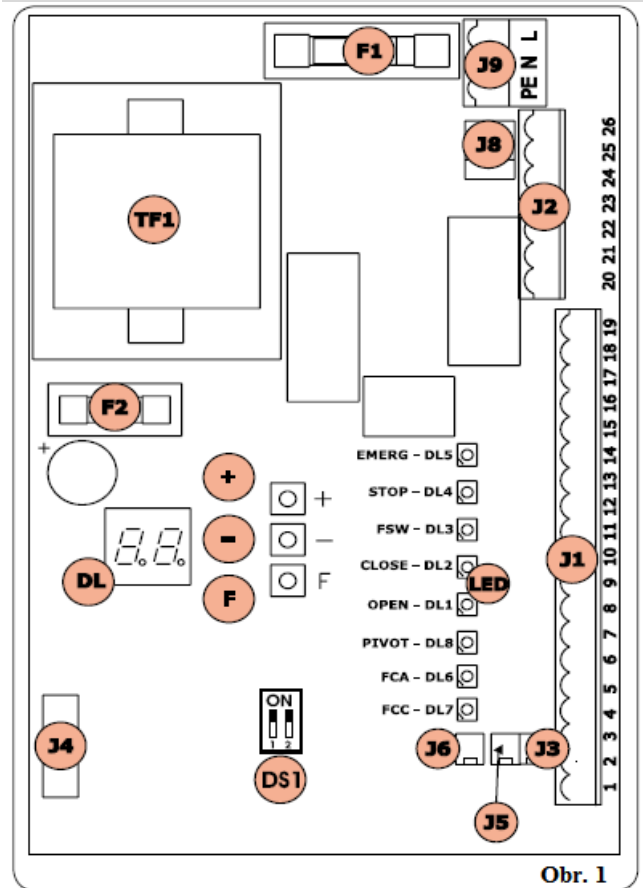 F1
J9
PE N L
J8
J2
20 21 22 23 24 25 26
TF1
F2
+
+
+
-
-
F
F
8.8.
DL
EMERG – DL5
STOP – DL4
FSW – DL3
CLOSE – DL2
OPEN – DL1
PIVOT – DL8
FCA – DL6
FCC – DL7
LED
J1
1 2 3 4 5 6 7 8 9 10 11 12 13 14 15 16 17 18 19
J4
ON
1 2
DS1
J6
J3
J5
Obr. 1